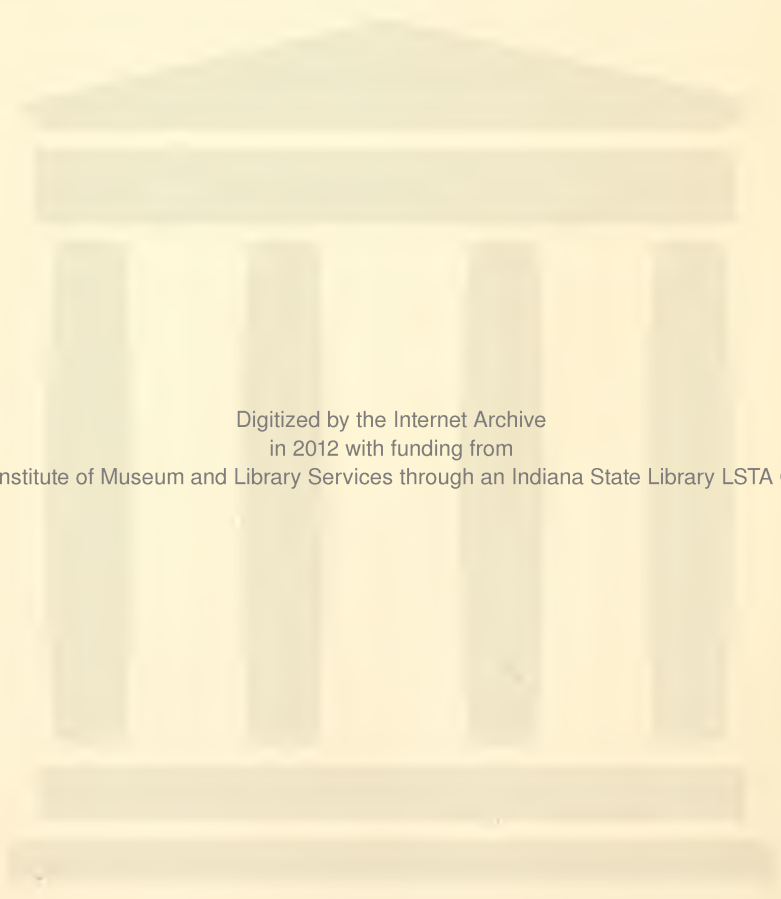 Digitized by the Internet Archive
in 2012 with funding from
nstitute of Museum and Library Services through an Indiana State Library LSTA